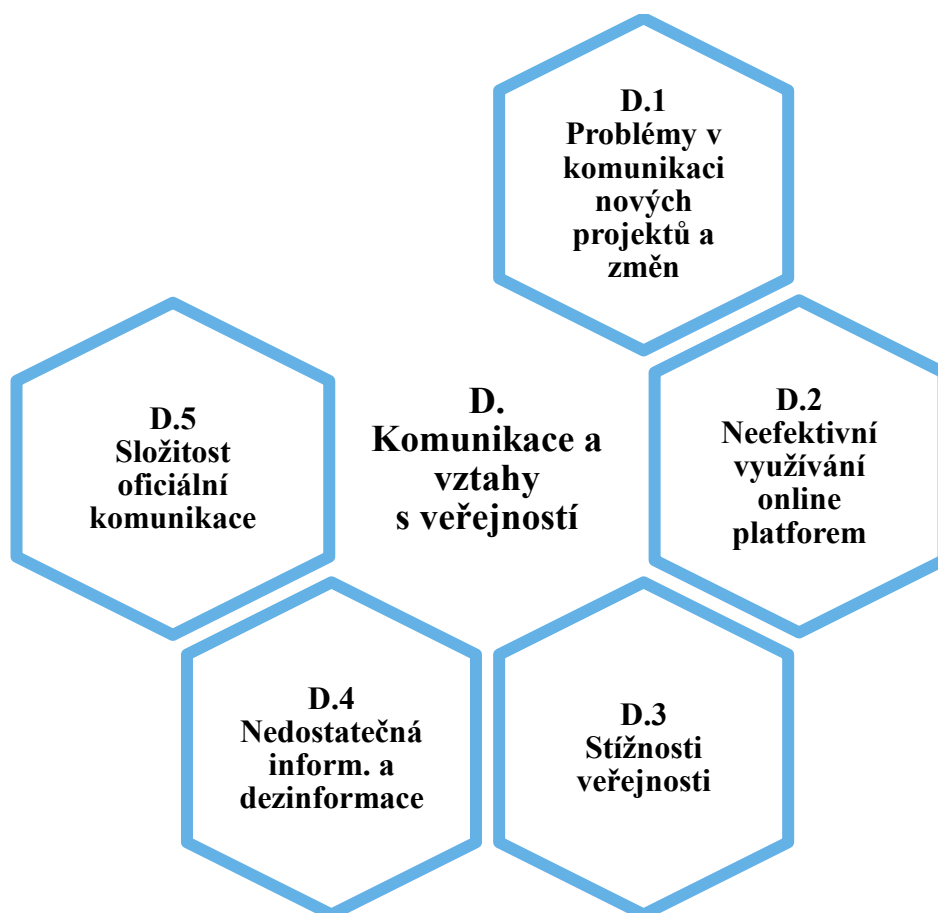 D.1
Problémy v
komunikaci
nových
projektů a
změn
D.
Komunikace a
vztahy
s veřejností
D.2
Neefektivní
využívání
online
platforem
D.5
Složitost
oficiální
komunikace
D.4
Nedostatečná
inform. a
dezinformace
D.3
Stížnosti
veřejnosti